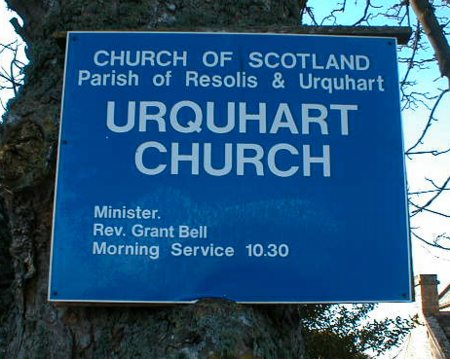 CHURCH OF SCOTLAND
Parish of Resolis & Urquhart
URQUHART
CHURCH
Minister.
Rev. Grant Bell
Morning Service 10.30